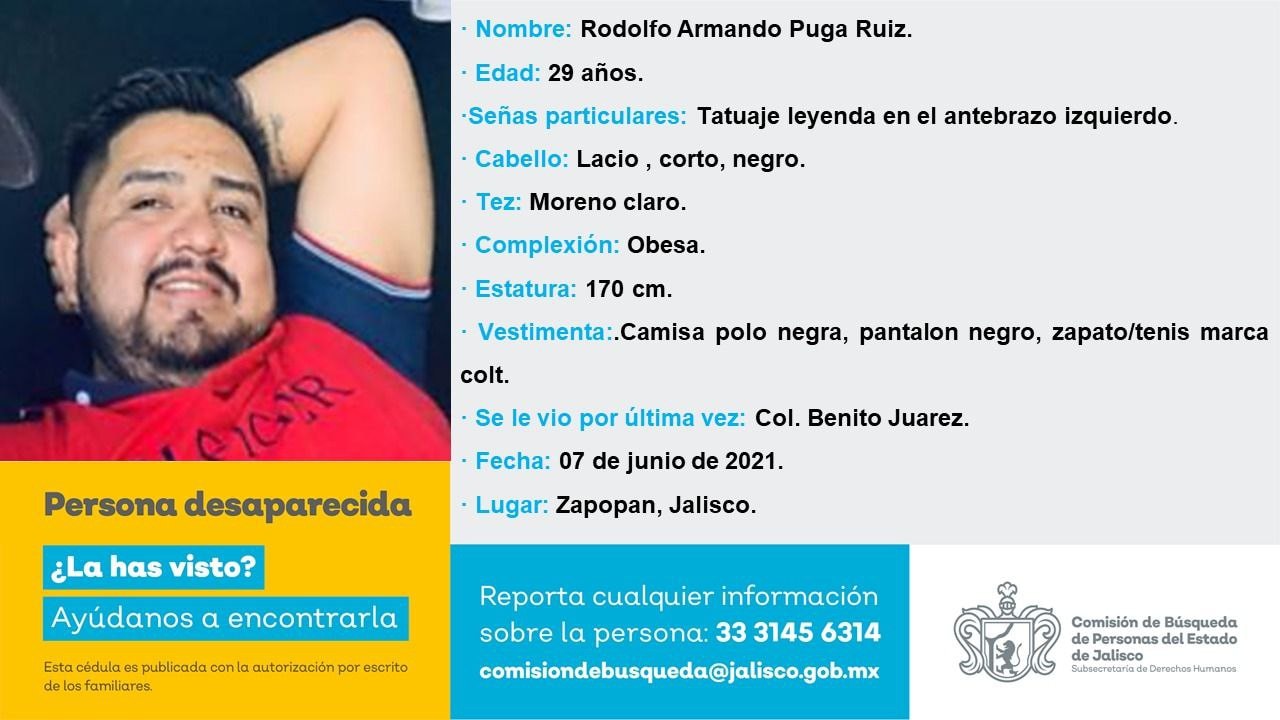 · Nombre: Rodolfo Armando Puga Ruiz.
· Edad: 29 años.
·Señas particulares: Tatuaje leyenda en el antebrazo izquierdo.
· Cabello: Lacio , corto, negro.
· Tez: Moreno claro.
· Complexión: Obesa.
· Estatura: 170 cm.
· Vestimenta:.Camisa polo negra, pantalon negro, zapato/tenis marca
colt.
· Se le vio por última vez: Col. Benito Juarez.
· Fecha: 07 de junio de 2021.
· Lugar: Zapopan, Jalisco.
Persona desaparecida
¿La has visto?
Ayúdanos a encontrarla
Esta cédula es publicada con la autorización por escrito
de los familiares.
Reporta cualquier información
sobre la persona: 33 3145 6314
comisiondebusqueda@jalisco.gob.mx
Comisión de Búsqueda
de Personas del Estado
de Jalisco
Subsecretaría de Derechos Humanos